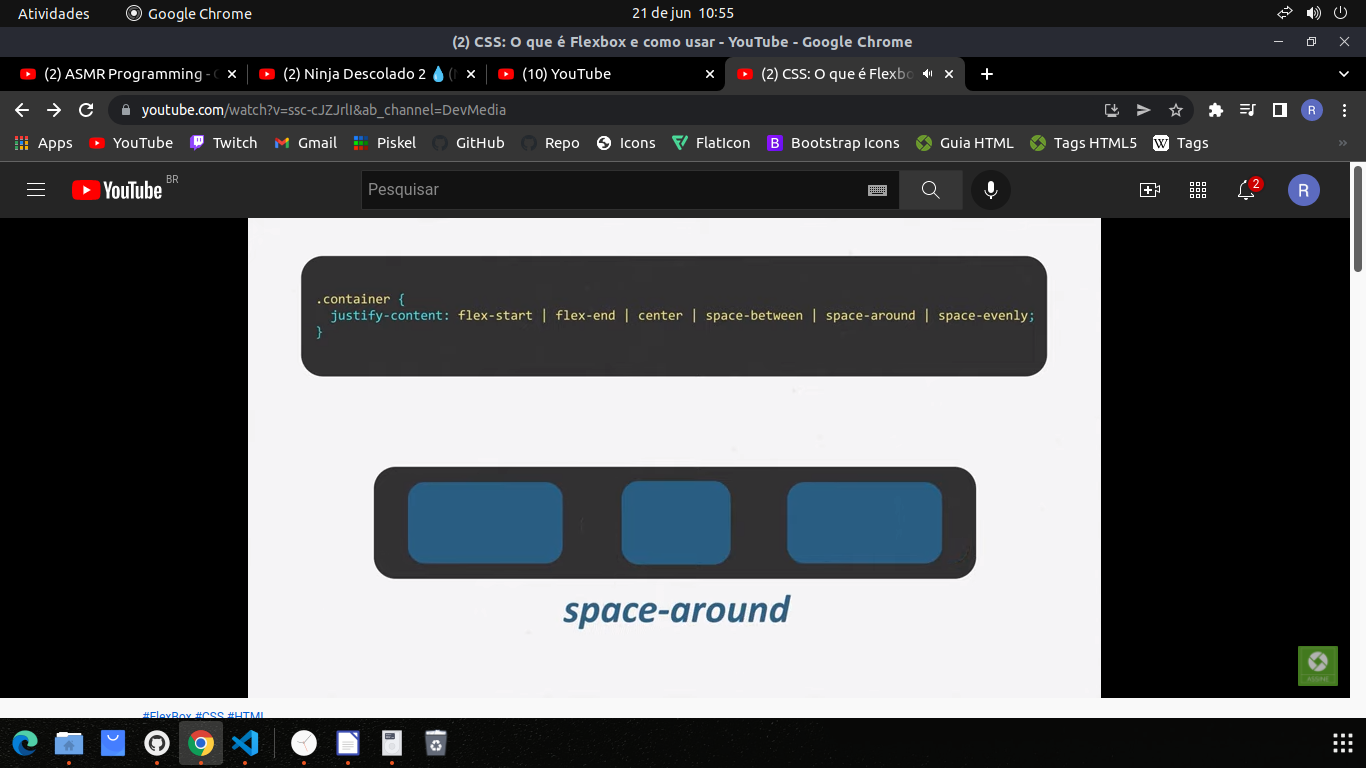 Atividades Google Chrome 21 de jun 10:55
(2) CSS: O que é Flexbox e como usar - YouTube - Google Chrome
(2) ASMR Programming - (2) Ninja Descolado 2 (10) YouTube (2) CSS: O que é Flexbo
youtube.com/watch?v=ssc-cJZJrlI&ab_channel=DevMedia R
Apps YouTube Twitch Gmail Piskel GitHub Repo Icons FlatIcon B Bootstrap Icons Guia HTML Tags HTML5 W Tags »
YouTube BR Pesquisar 2 R
.container {
justify-content: flex-start | flex-end | center | space-between | space-around | space-evenly;
}
space-around
#FlexBox #CSS #HTML